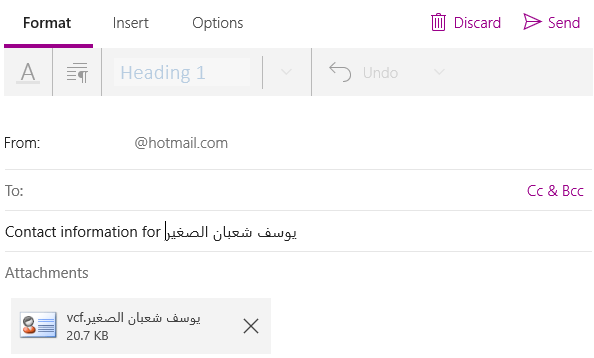 Format Insert Options Discard Send
A Heading 1 Undo
From: @hotmail.com
To: Cc & Bcc
Contact information for يوسف شعبان الصغير
Attachments
يوسف شعبان الصغير.vcf
20.7 KB